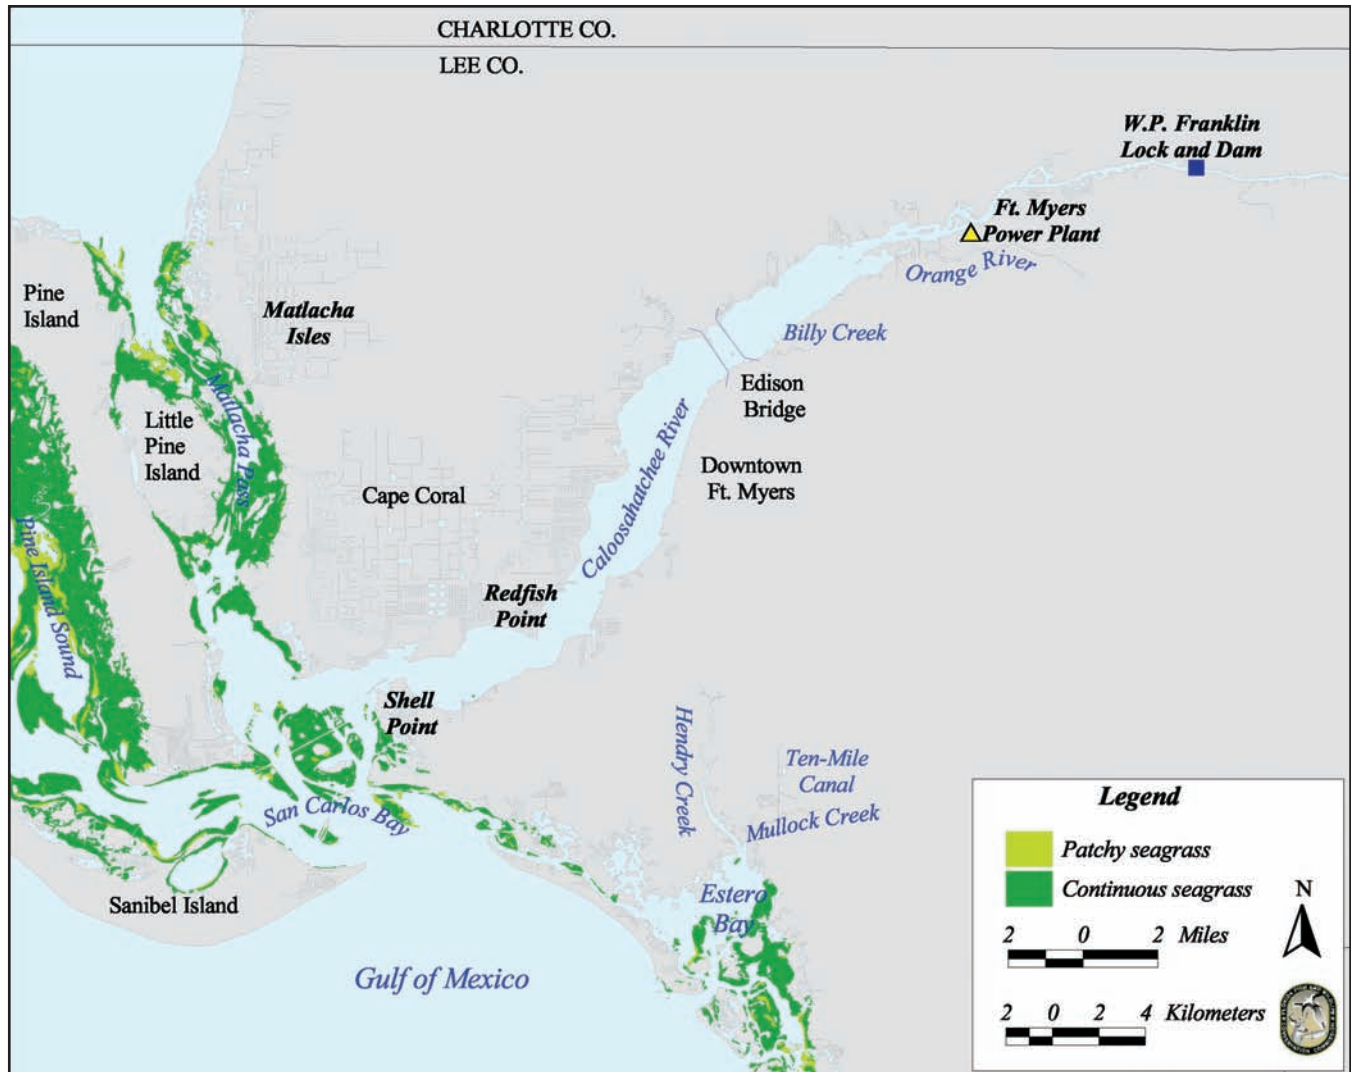 CHARLOTTE CO.
LEE CO.
W.P. Franklin
Lock and Dam
Ft. Myers
Power Plant
Orange River
Pine
Island
Matlacha
Isles
Billy Creek
Edison
Bridge
Matlacha Pass
Little
Pine
Island
Caloosahatchee River
Downtown
Ft. Myers
Cape Coral
Pine Island Sound
Redfish
Point
Shell
Point
Hendry Creek
Ten-Mile
Canal
Mullock Creek
San Carlos Bay
Sanibel Island
Estero
Bay
Gulf of Mexico
Legend
Patchy seagrass
Continuous seagrass
N
2 0 2 Miles
2 0 2 4 Kilometers